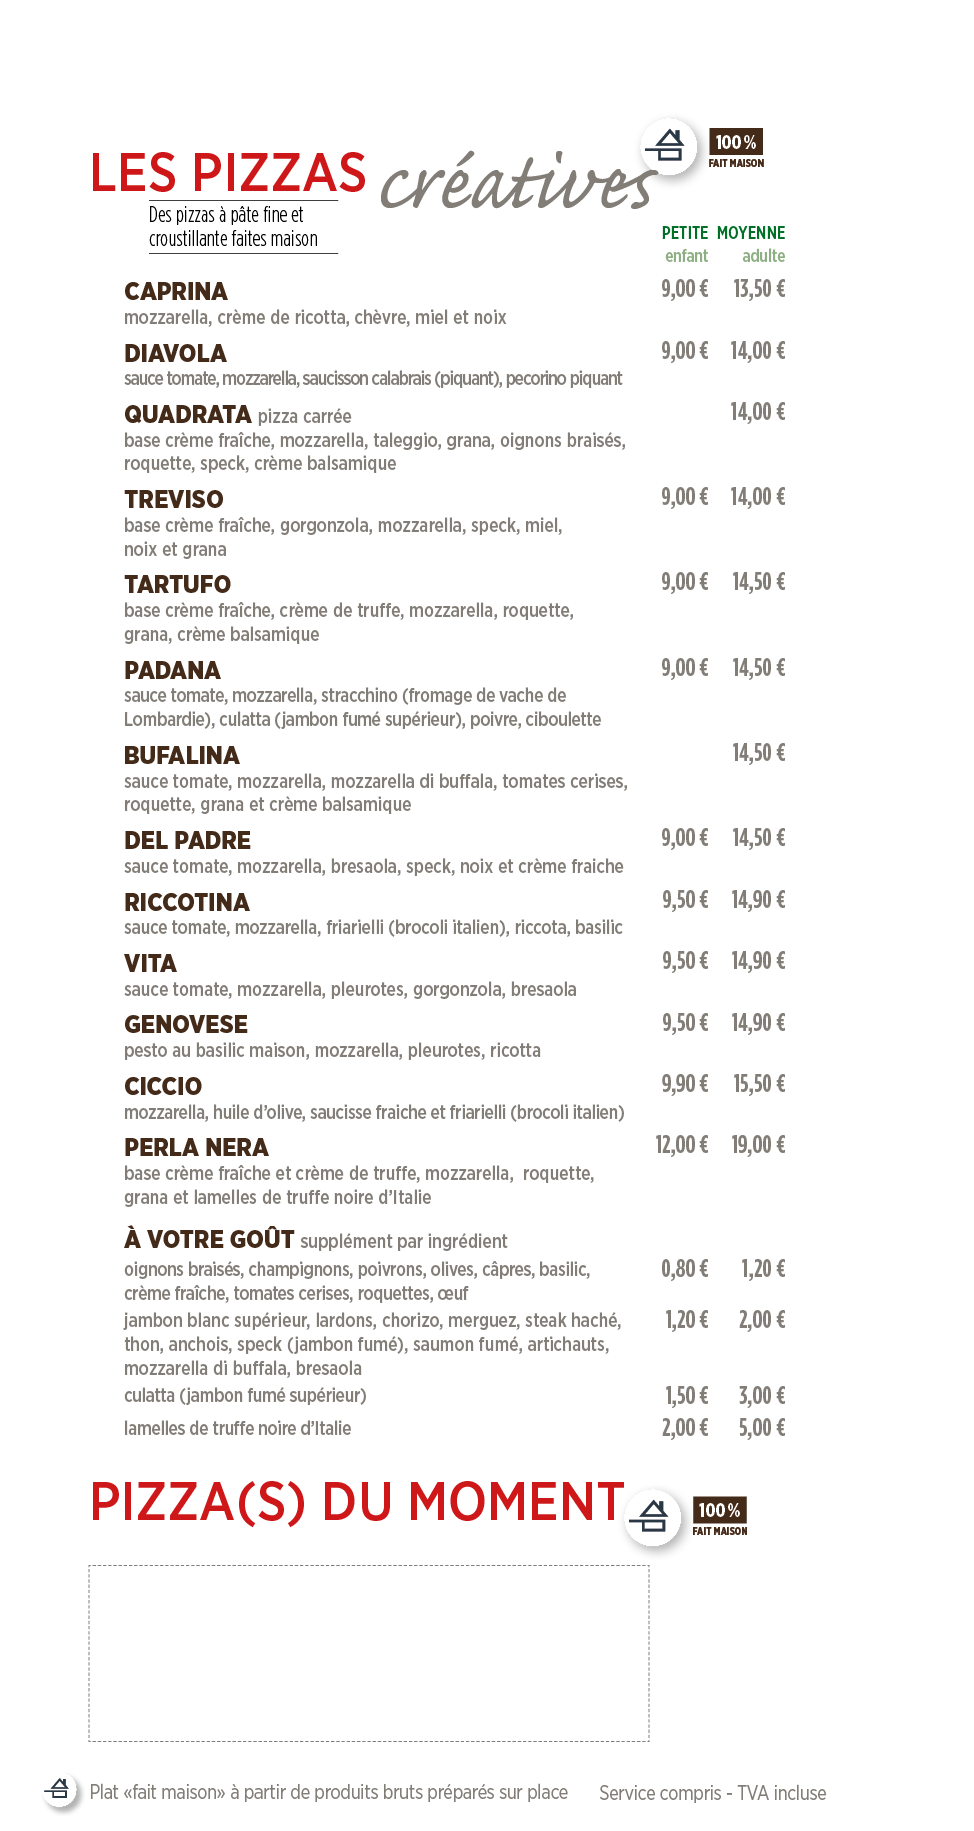 LES PIZZAS créatives
100 %
FAIT MAISON
Des pizzas à pâte fine et
croustillante faites maison
PETITE MOYENNE
enfant adulte
CAPRINA 9,00 € 13,50 €
mozzarella, crème de ricotta, chèvre, miel et noix
DIAVOLA 9,00 € 14,00 €
sauce tomate, mozzarella, saucisson calabrais (piquant), pecorino piquant
QUADRATA pizza carrée 14,00 €
base crème fraîche, mozzarella, taleggio, grana, oignons braisés,
roquette, speck, crème balsamique
TREVISO 9,00 € 14,00 €
base crème fraîche, gorgonzola, mozzarella, speck, miel,
noix et grana
TARTUFO 9,00 € 14,50 €
base crème fraîche, crème de truffe, mozzarella, roquette,
grana, crème balsamique
PADANA 9,00 € 14,50 €
sauce tomate, mozzarella, stracchino (fromage de vache de
Lombardie), culatta (jambon fumé supérieur), poivre, ciboulette
BUFALINA 14,50 €
sauce tomate, mozzarella, mozzarella di buffala, tomates cerises,
roquette, grana et crème balsamique
DEL PADRE 9,00 € 14,50 €
sauce tomate, mozzarella, bresaola, speck, noix et crème fraiche
RICCOTINA 9,50 € 14,90 €
sauce tomate, mozzarella, friarielli (brocoli italien), riccota, basilic
VITA 9,50 € 14,90 €
sauce tomate, mozzarella, pleurotes, gorgonzola, bresaola
GENOVESE 9,50 € 14,90 €
pesto au basilic maison, mozzarella, pleurotes, ricotta
CICCIO 9,90 € 15,50 €
mozzarella, huile d’olive, saucisse fraiche et friarielli (brocoli italien)
PERLA NERA 12,00 € 19,00 €
base crème fraîche et crème de truffe, mozzarella, roquette,
grana et lamelles de truffe noire d’Italie
À VOTRE GOÛT supplément par ingrédient
oignons braisés, champignons, poivrons, olives, câpres, basilic, 0,80 € 1,20 €
crème fraîche, tomates cerises, roquettes, œuf
jambon blanc supérieur, lardons, chorizo, merguez, steak haché, 1,20 € 2,00 €
thon, anchois, speck (jambon fumé), saumon fumé, artichauts,
mozzarella di buffala, bresaola
culatta (jambon fumé supérieur) 1,50 € 3,00 €
lamelles de truffe noire d’Italie 2,00 € 5,00 €
PIZZA(S) DU MOMENT
100 %
FAIT MAISON
Plat «fait maison» à partir de produits bruts préparés sur place Service compris - TVA incluse